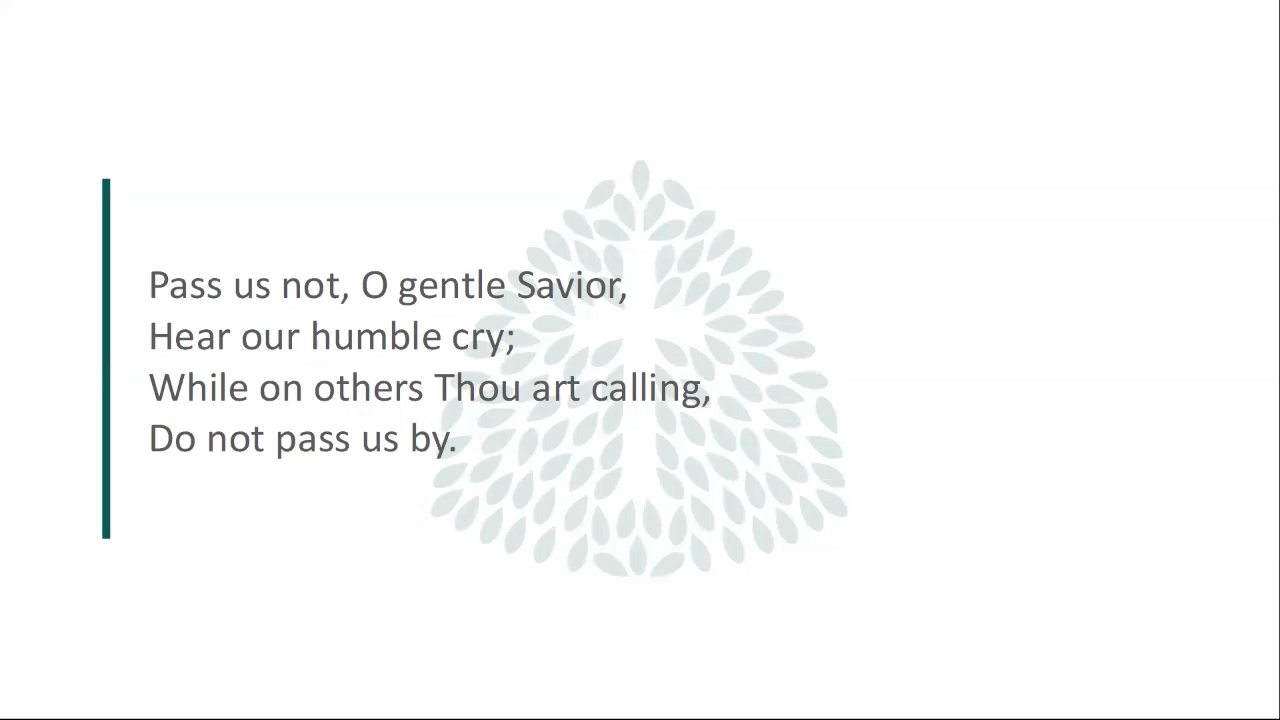 Pass us not, O gentle Savior,
Hear our humble cry;
While on others Thou art calling,
Do not pass us by.